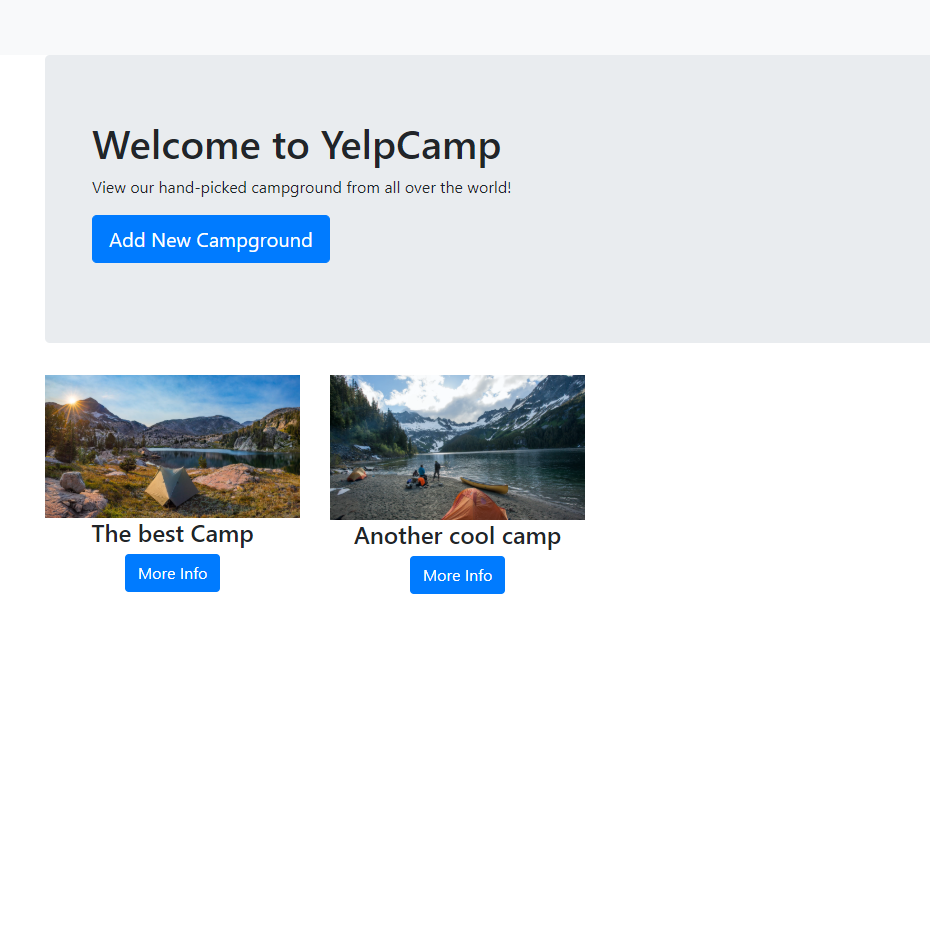 Welcome to YelpCamp
View our hand-picked campground from all over the world!
Add New Campground
The best Camp
Another cool camp
More Info
More Info